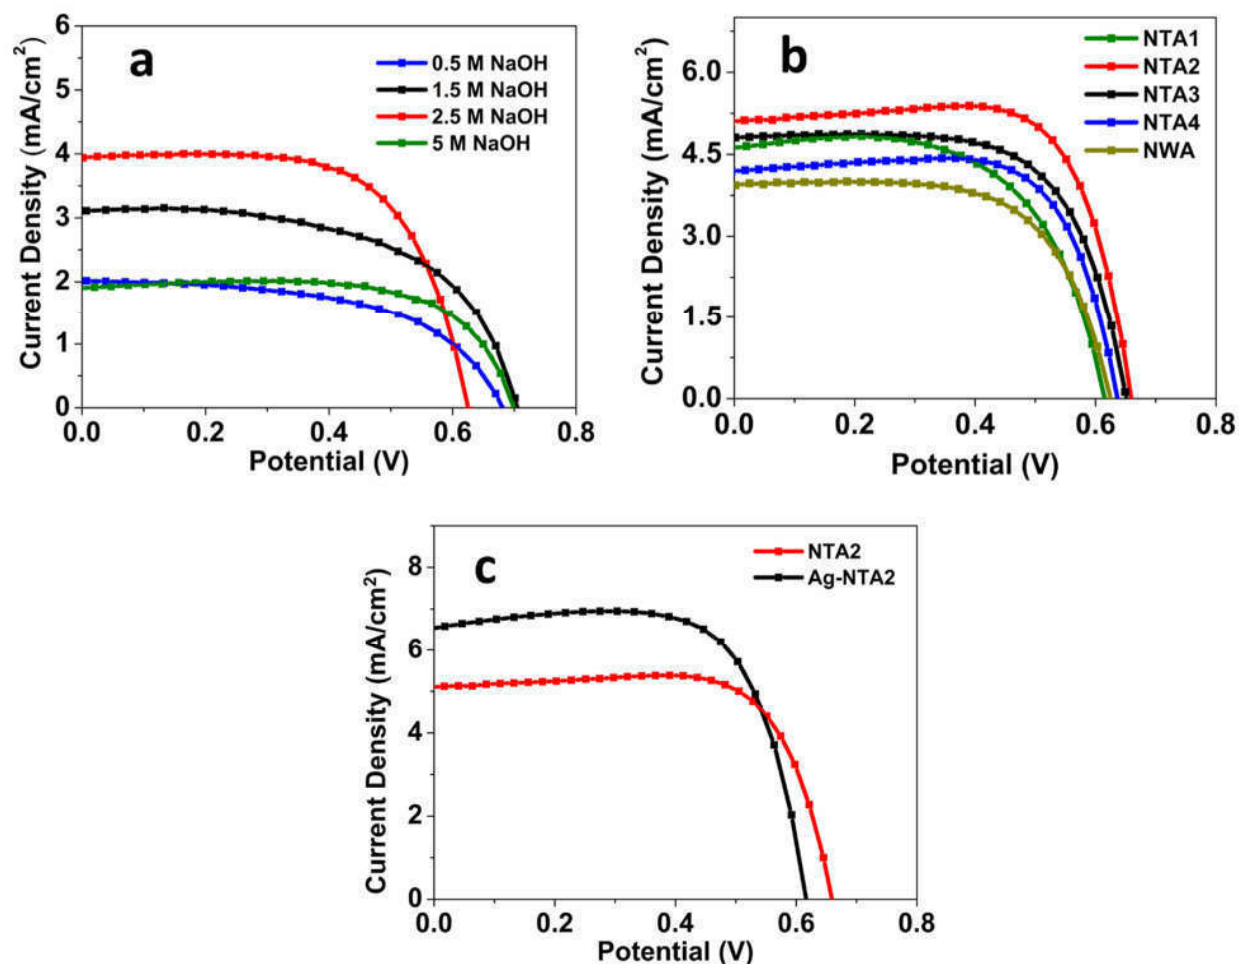 a
0.5 M NaOH
1.5 M NaOH
2.5 M NaOH
5 M NaOH
Current Density (mA/cm²)
6
5
4
3
2
1
0
0.0 0.2 0.4 0.6 0.8
Potential (V)
b
NTA1
NTA2
NTA3
NTA4
NWA
Current Density (mA/cm²)
6.0
4.5
3.0
1.5
0.0
0.0 0.2 0.4 0.6 0.8
Potential (V)
c
NTA2
Ag-NTA2
Current Density (mA/cm²)
8
6
4
2
0
0.0 0.2 0.4 0.6 0.8
Potential (V)